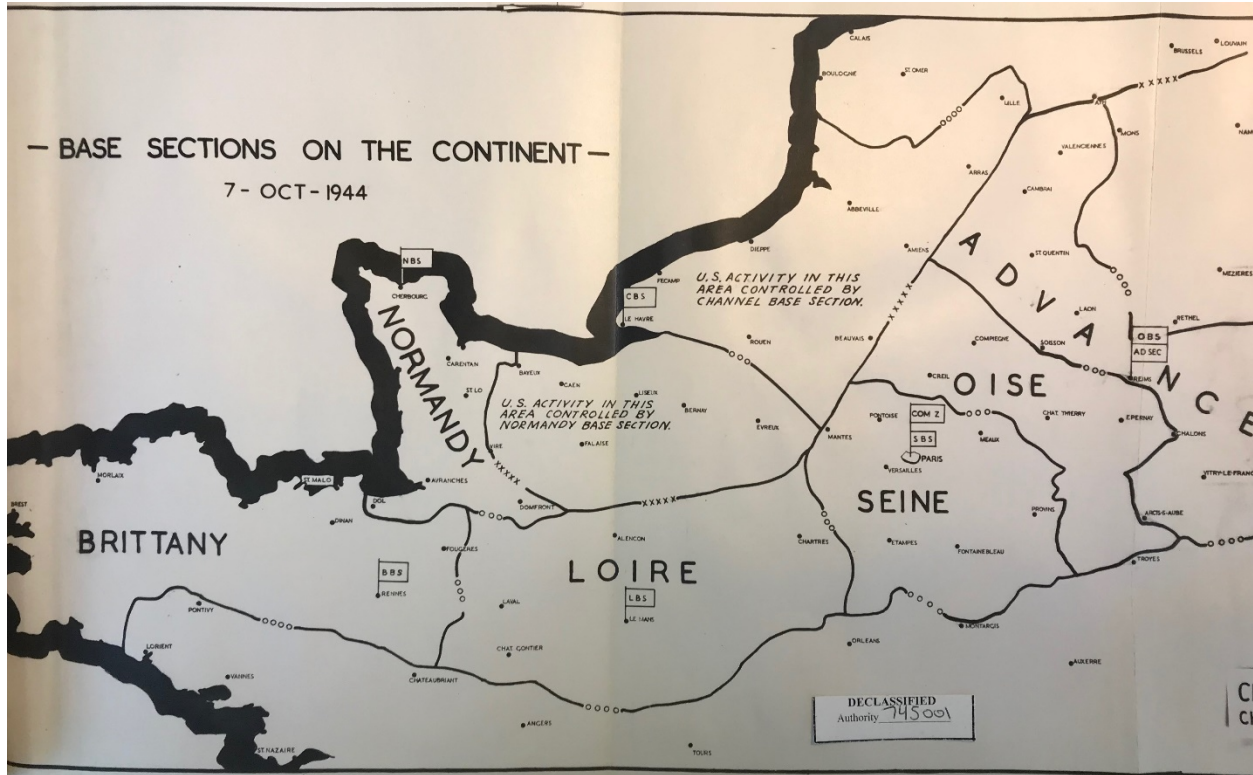 — BASE SECTIONS ON THE CONTINENT —
7 - OCT - 1944
CALAIS
BRUSSELS
LOUVAIN
BOULOGNE
ST. OMER
LILLE
ATH
MONS
VALENCIENNES
ARRAS
CAMBRAI
ABBEVILLE
DIEPPE
AMIENS
ST QUENTIN
MEZIERES
NBS
CHERBOURG
FECAMP
U.S. ACTIVITY IN THIS
AREA CONTROLLED BY
CHANNEL BASE SECTION.
CBS
LE HAVRE
LAON
RETHEL
ADVANCE
NORMANDY
ROUEN
BEAUVAIS
COMPIEGNE
SOISSON
OBS
AD SEC
REIMS
CARENTAN
BAYEUX
CAEN
LISIEUX
BERNAY
CREIL
OISE
ST LO
U.S. ACTIVITY IN THIS
AREA CONTROLLED BY
NORMANDY BASE SECTION.
EVREUX
MANTES
PONTOISE
COM Z
SBS
PARIS
MEAUX
CHAT. THIERRY
EPERNAY
CHALONS
VIRE
FALAISE
VERSAILLES
VITRY-LE-FRANC
MORLAIX
ST. MALO
AVRANCHES
BREST
DOL
DINAN
DOMFRONT
SEINE
PROVINS
ARCIS-S-AUBE
BRITTANY
FOUGERES
ALENCON
CHARTRES
ETAMPES
FONTAINEBLEAU
TROYES
BBS
RENNES
LOIRE
LBS
LE MANS
PONTIVY
LAVAL
MONTARGIS
LORIENT
CHAT. GONTIER
ORLEANS
AUXERRE
VANNES
CHATEAUBRIANT
ANGERS
TOURS
ST. NAZAIRE
DECLASSIFIED
Authority 745001